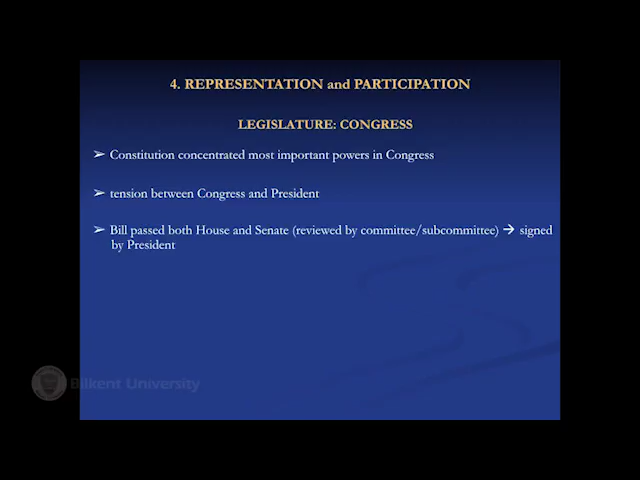 4. REPRESENTATION and PARTICIPATION
LEGISLATURE: CONGRESS
➢ Constitution concentrated most important powers in Congress
➢ tension between Congress and President
➢ Bill passed both House and Senate (reviewed by committee/subcommittee) → signed
by President
Bilkent University